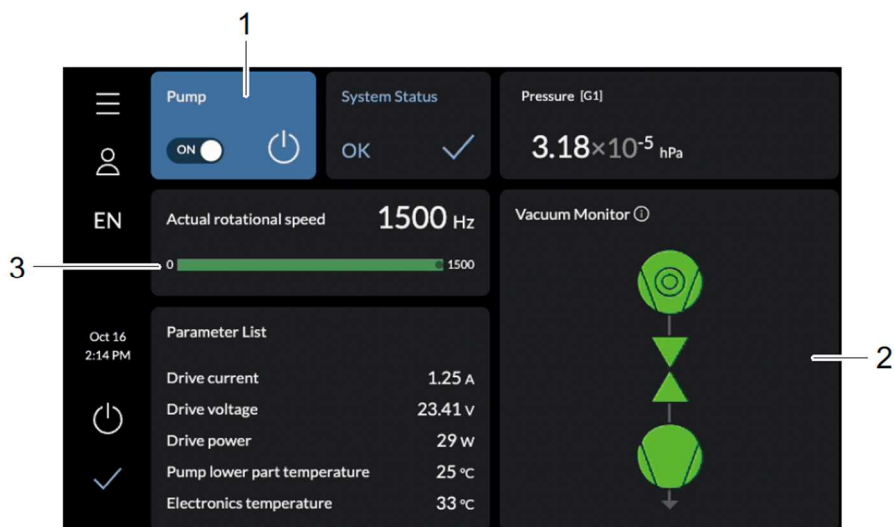 1
Pump
System Status
Pressure [G1]
ON
OK
3.18×10-5 hPa
EN
Actual rotational speed
1500 Hz
Vacuum Monitor
0
1500
3
Oct 16
2:14 PM
Parameter List
Drive current 1.25 A
Drive voltage 23.41 V
Drive power 29 W
Pump lower part temperature 25 °C
Electronics temperature 33 °C
2